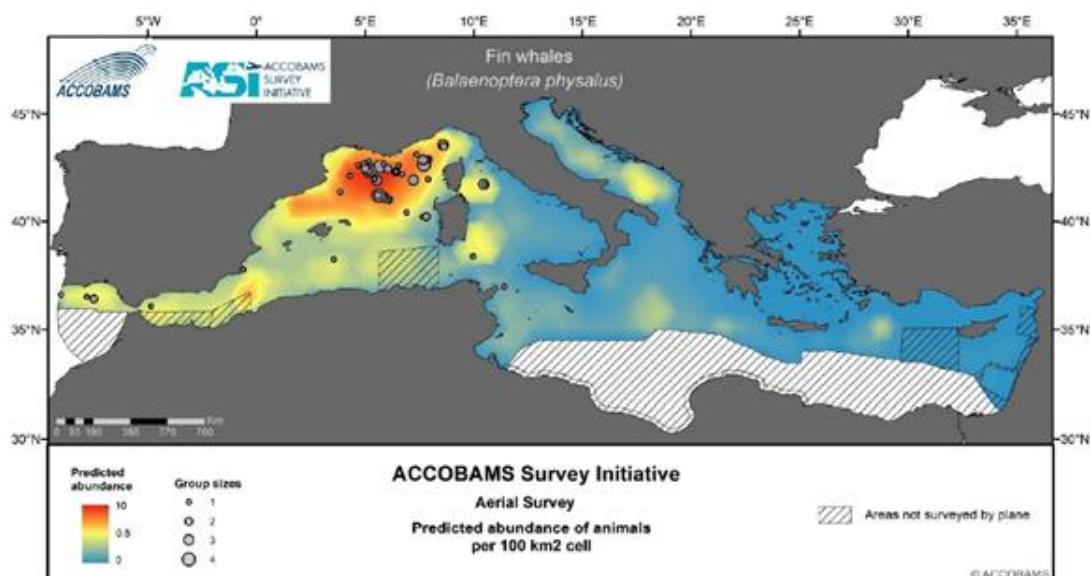 5°W 0° 5°E 10°E 15°E 20°E 25°E 30°E 35°E
ACCOBAMS
ASI ACCOBAMS
SURVEY
INITIATIVE
Fin whales
(Balaenoptera physalus)
45°N 45°N
40°N 40°N
35°N 35°N
30°N 30°N
Km
Predicted
abundance
10
0.5
0
Group sizes
1
2
3
4
ACCOBAMS Survey Initiative
Aerial Survey
Predicted abundance of animals
per 100 km2 cell
Areas not surveyed by plane
© ACCOBAMS